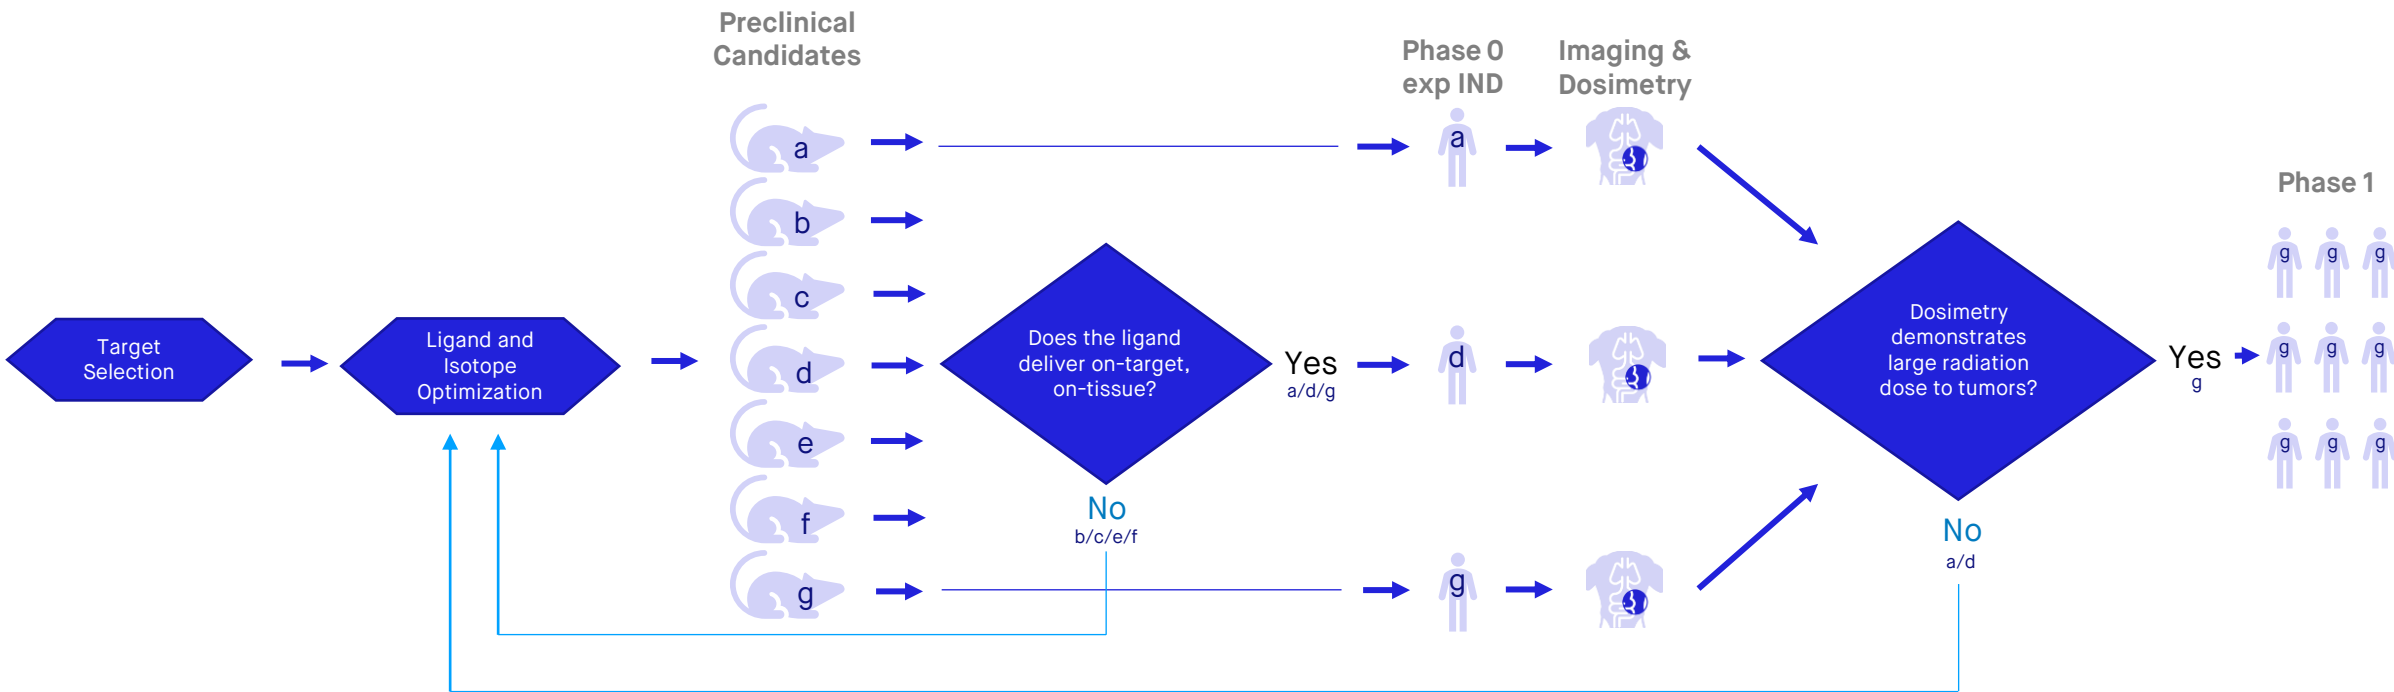 Preclinical
Candidates
Phase 0
exp IND
Imaging &
Dosimetry
Phase 1
Target
Selection
Ligand and
Isotope
Optimization
a
b
c
d
e
f
g
Does the ligand
deliver on-target,
on-tissue?
Yes
a/d/g
No
b/c/e/f
a
d
g
Dosimetry
demonstrates
large radiation
dose to tumors?
Yes
g
No
a/d
g g g
g g g
g g g